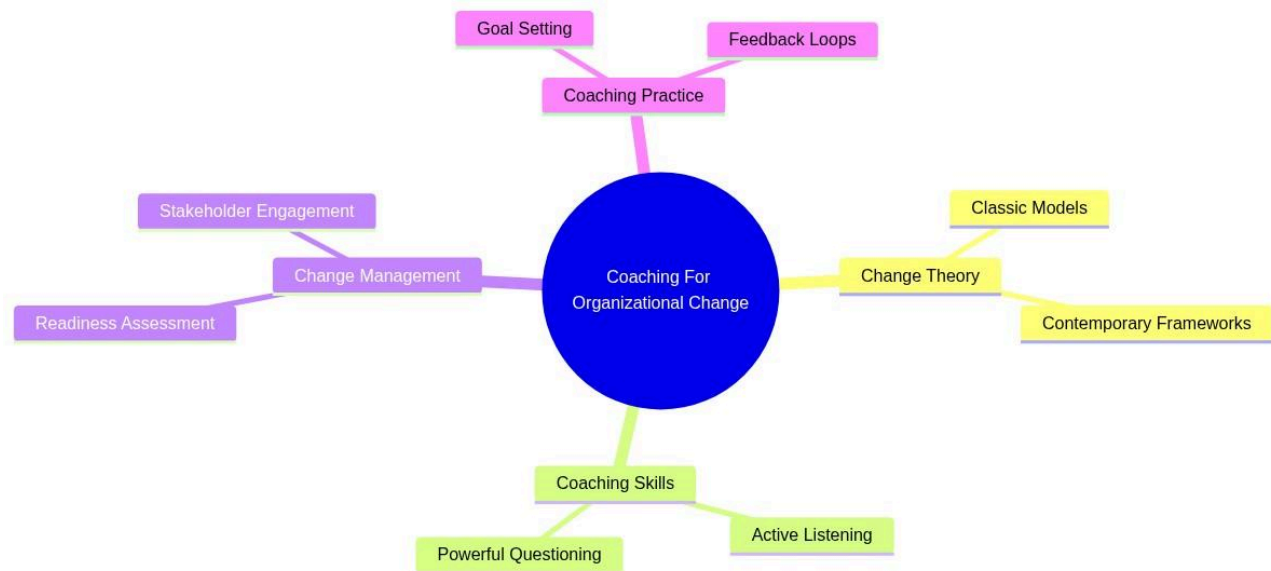 Goal Setting
Feedback Loops
Coaching Practice
Stakeholder Engagement
Classic Models
Change Management
Coaching For
Organizational Change
Change Theory
Readiness Assessment
Contemporary Frameworks
Coaching Skills
Powerful Questioning
Active Listening